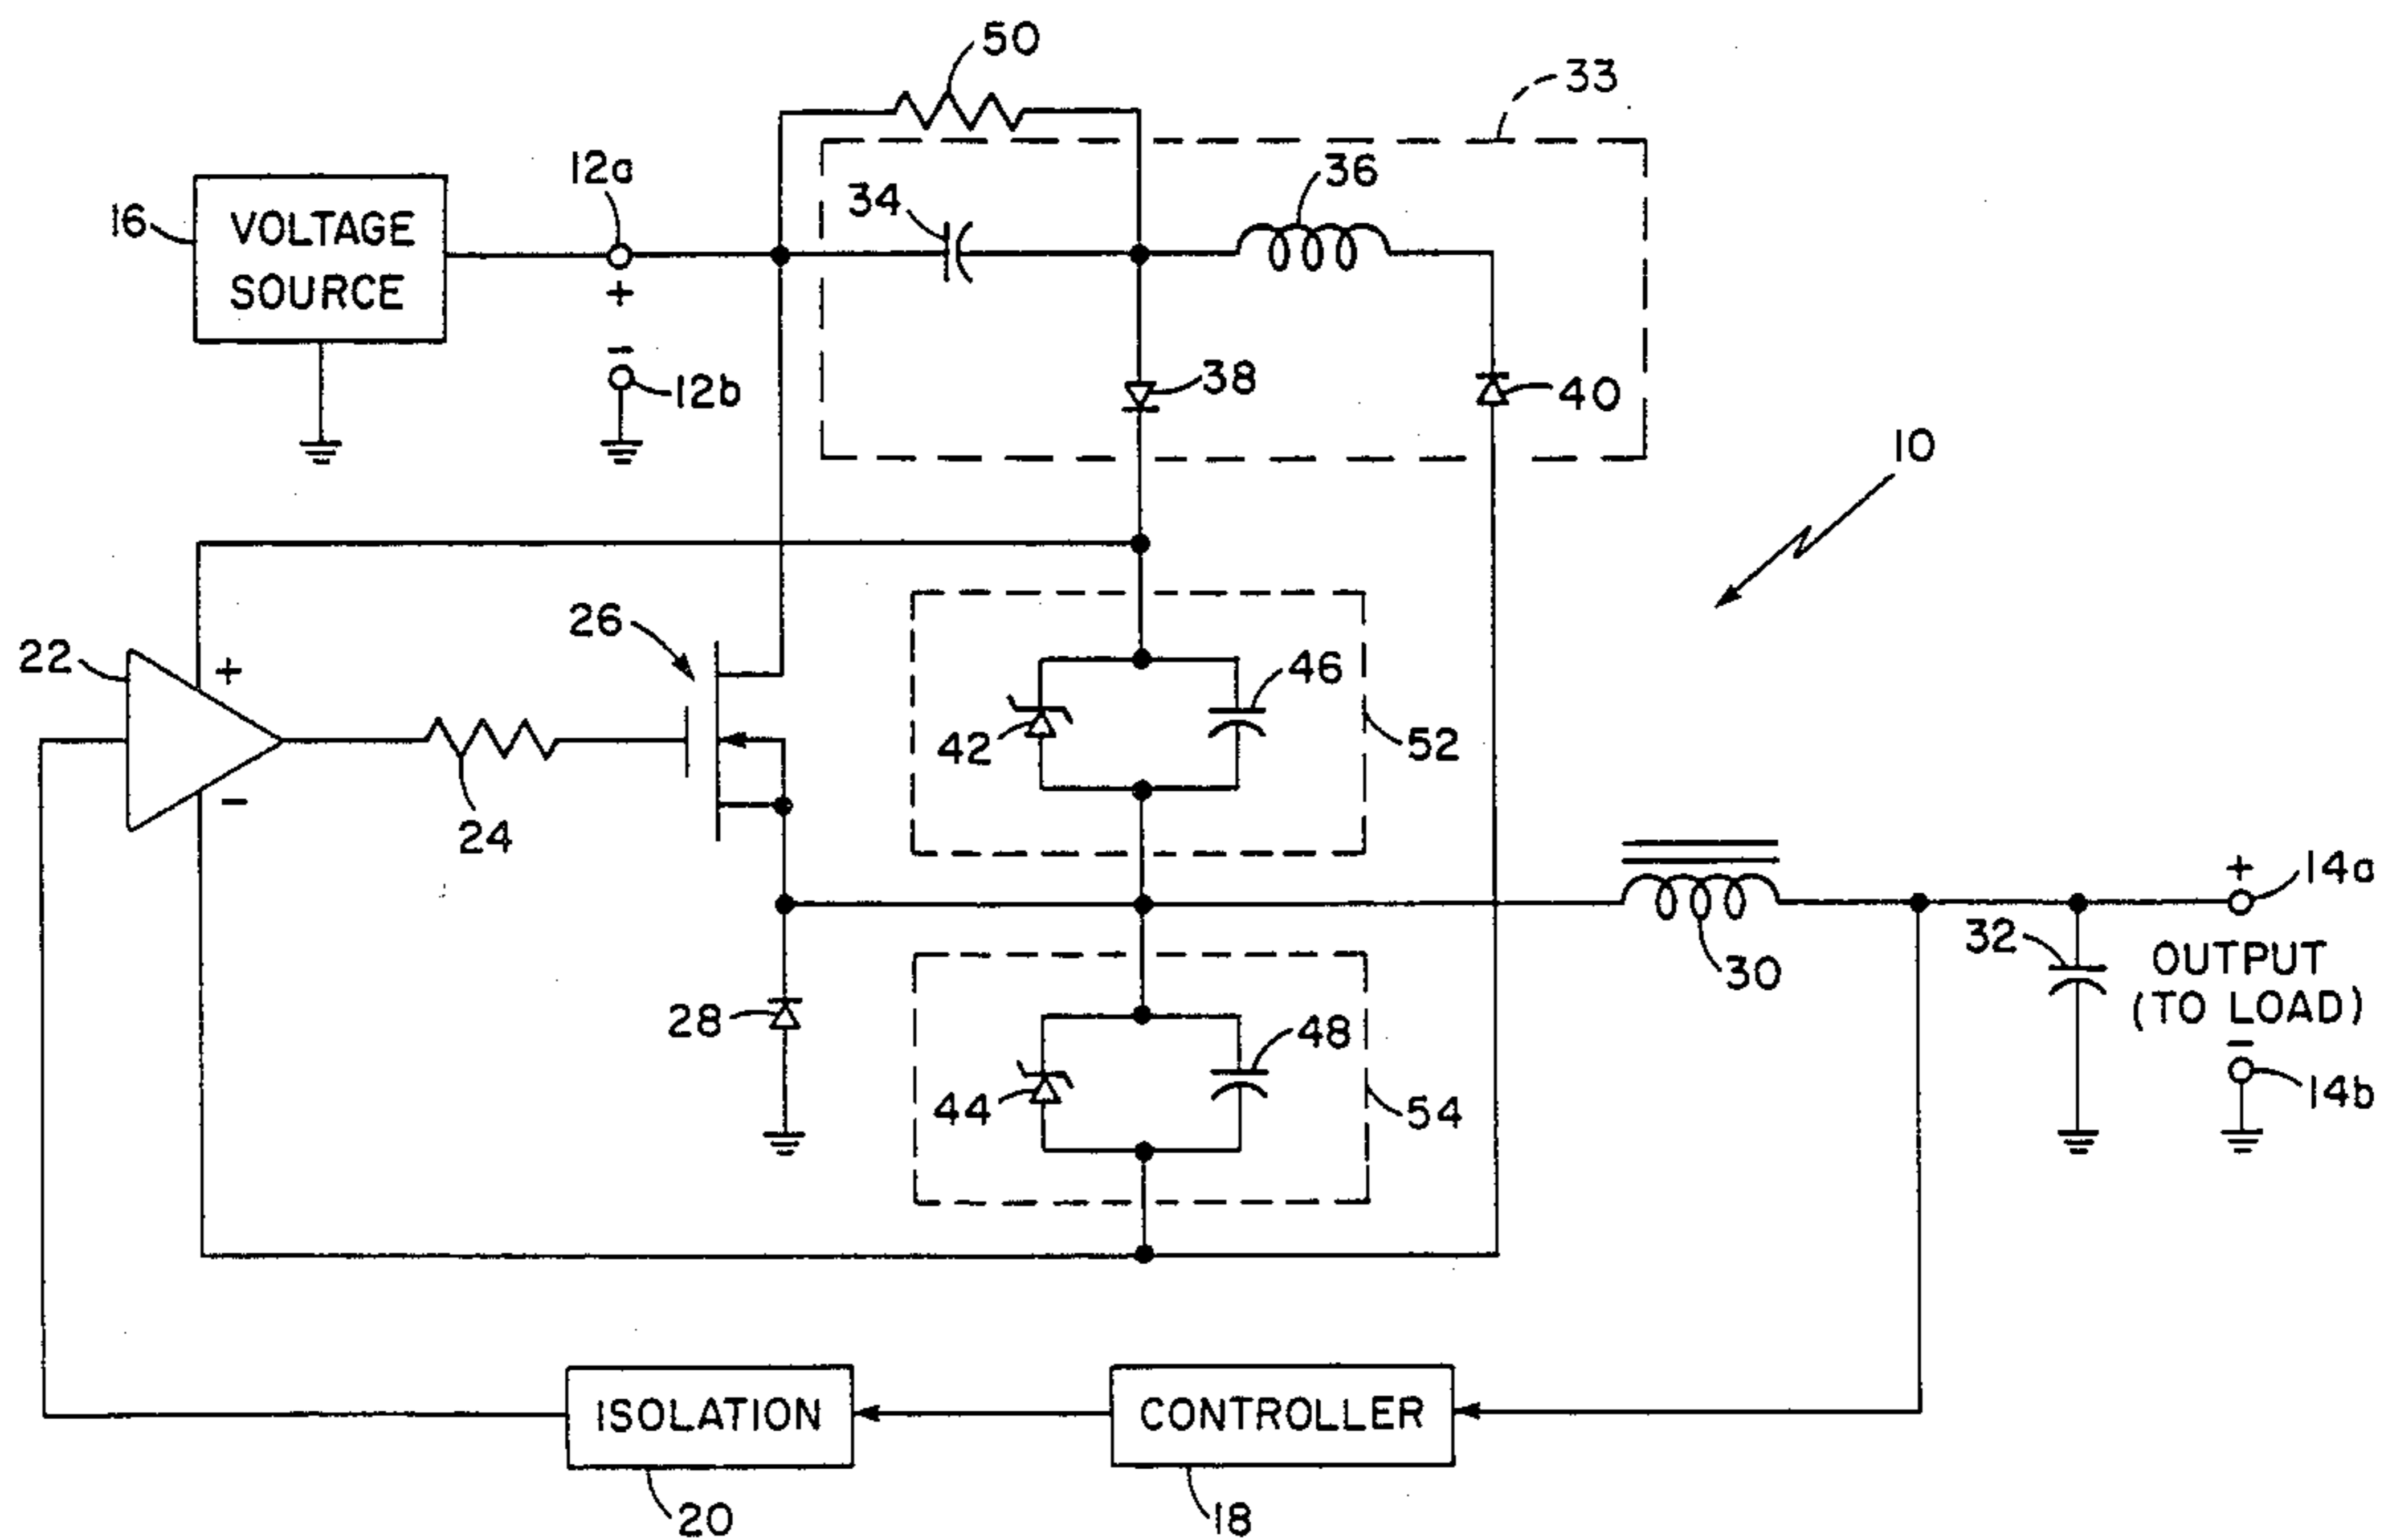 50
33
12a
36
34
16
VOLTAGE
SOURCE
+
−
12b
38
40
10
26
22
+
46
42
52
24
−
+
14a
32
30
OUTPUT
(TO LOAD)
28
48
−
44
54
14b
ISOLATION
CONTROLLER
20
18